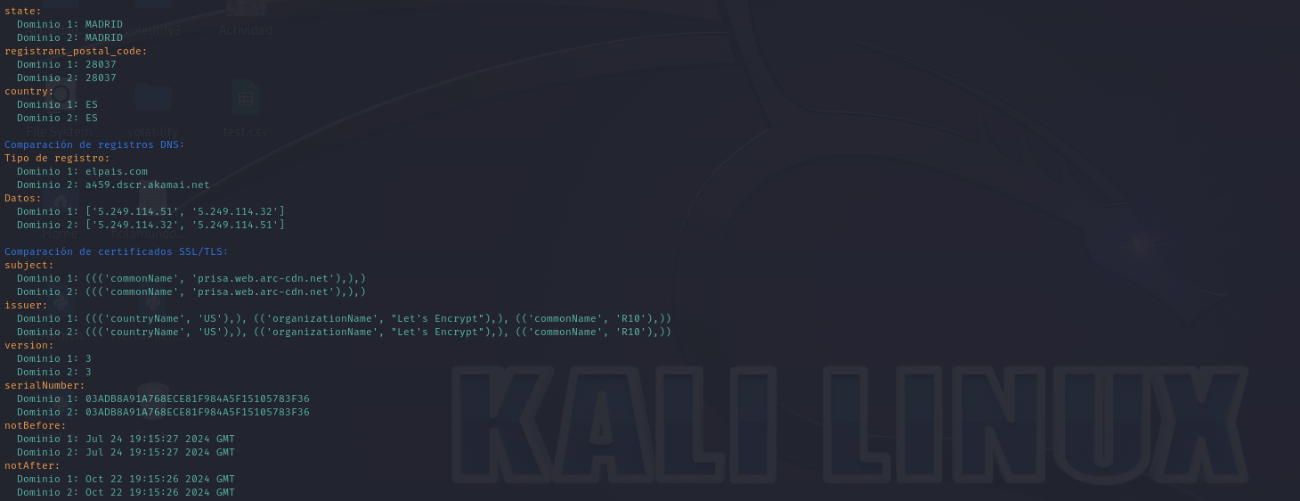 state:
Dominio 1: MADRID
Dominio 2: MADRID
registrant_postal_code:
Dominio 1: 28037
Dominio 2: 28037
country:
Dominio 1: ES
Dominio 2: ES
Comparación de registros DNS:
Tipo de registro:
Dominio 1: elpais.com
Dominio 2: a459.dscr.akamai.net
Datos:
Dominio 1: ['5.249.114.51', '5.249.114.32']
Dominio 2: ['5.249.114.32', '5.249.114.51']
Comparación de certificados SSL/TLS:
subject:
Dominio 1: ((('commonName', 'prisa.web.arc-cdn.net'),),)
Dominio 2: ((('commonName', 'prisa.web.arc-cdn.net'),),)
issuer:
Dominio 1: ((('countryName', 'US'),), (('organizationName', "Let's Encrypt"),), (('commonName', 'R10'),))
Dominio 2: ((('countryName', 'US'),), (('organizationName', "Let's Encrypt"),), (('commonName', 'R10'),))
version:
Dominio 1: 3
Dominio 2: 3
serialNumber:
Dominio 1: 03ADB8A91A768ECE81F984A5F15105783F36
Dominio 2: 03ADB8A91A768ECE81F984A5F15105783F36
notBefore:
Dominio 1: Jul 24 19:15:27 2024 GMT
Dominio 2: Jul 24 19:15:27 2024 GMT
notAfter:
Dominio 1: Oct 22 19:15:26 2024 GMT
Dominio 2: Oct 22 19:15:26 2024 GMT
Actividad
File System
volatility
test.csv
Home
KALI LINUX